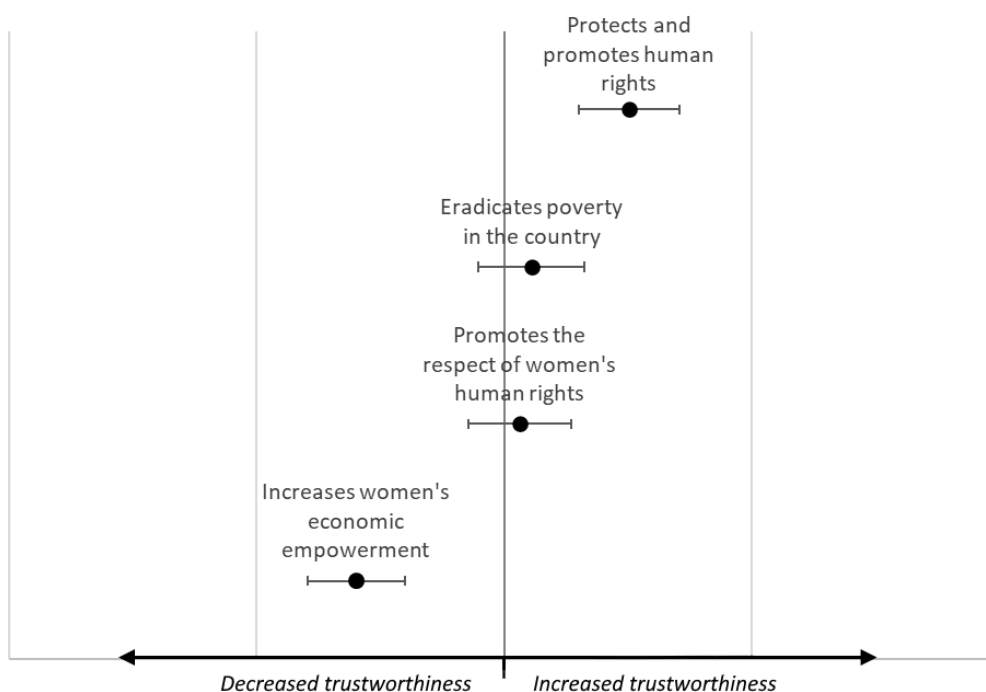 Protects and
promotes human
rights
Eradicates poverty
in the country
Promotes the
respect of women's
human rights
Increases women's
economic
empowerment
Decreased trustworthiness
Increased trustworthiness